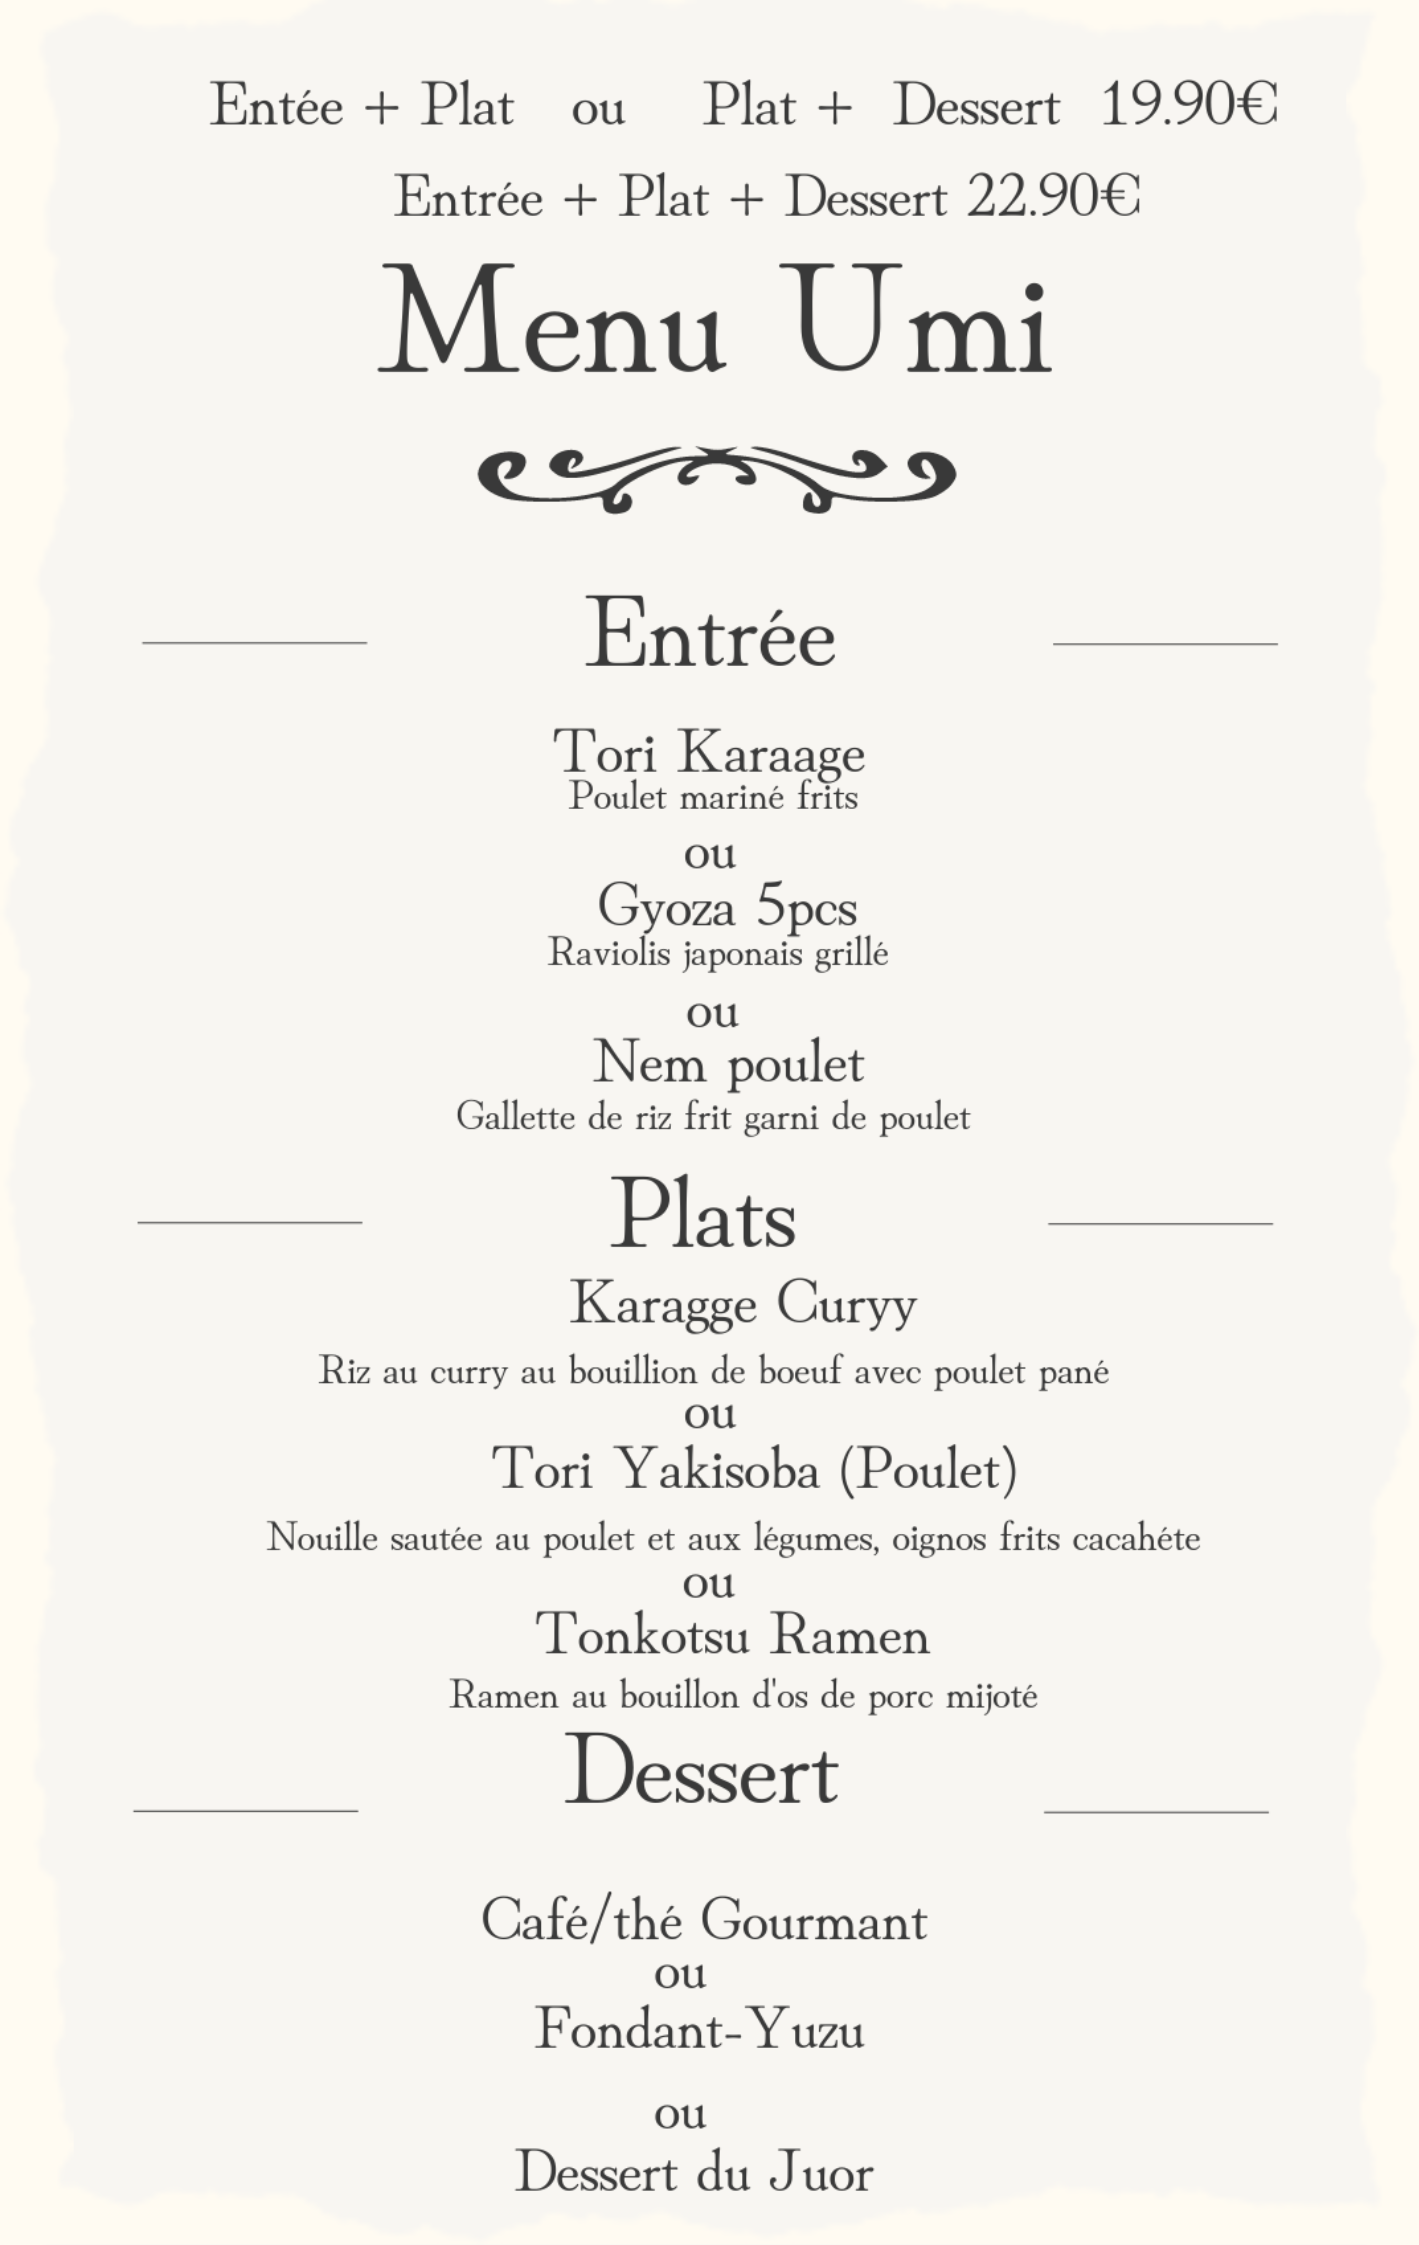 Entée + Plat ou Plat + Dessert 19.90€
Entrée + Plat + Dessert 22.90€
Menu Umi
Entrée
Tori Karaage
Poulet mariné frits
ou
Gyoza 5pcs
Raviolis japonais grillé
ou
Nem poulet
Gallette de riz frit garni de poulet
Plats
Karagge Curyy
Riz au curry au bouillion de boeuf avec poulet pané
ou
Tori Yakisoba (Poulet)
Nouille sautée au poulet et aux légumes, oignos frits cacahéte
ou
Tonkotsu Ramen
Ramen au bouillon d'os de porc mijoté
Dessert
Café/thé Gourmant
ou
Fondant-Yuzu
ou
Dessert du Juor